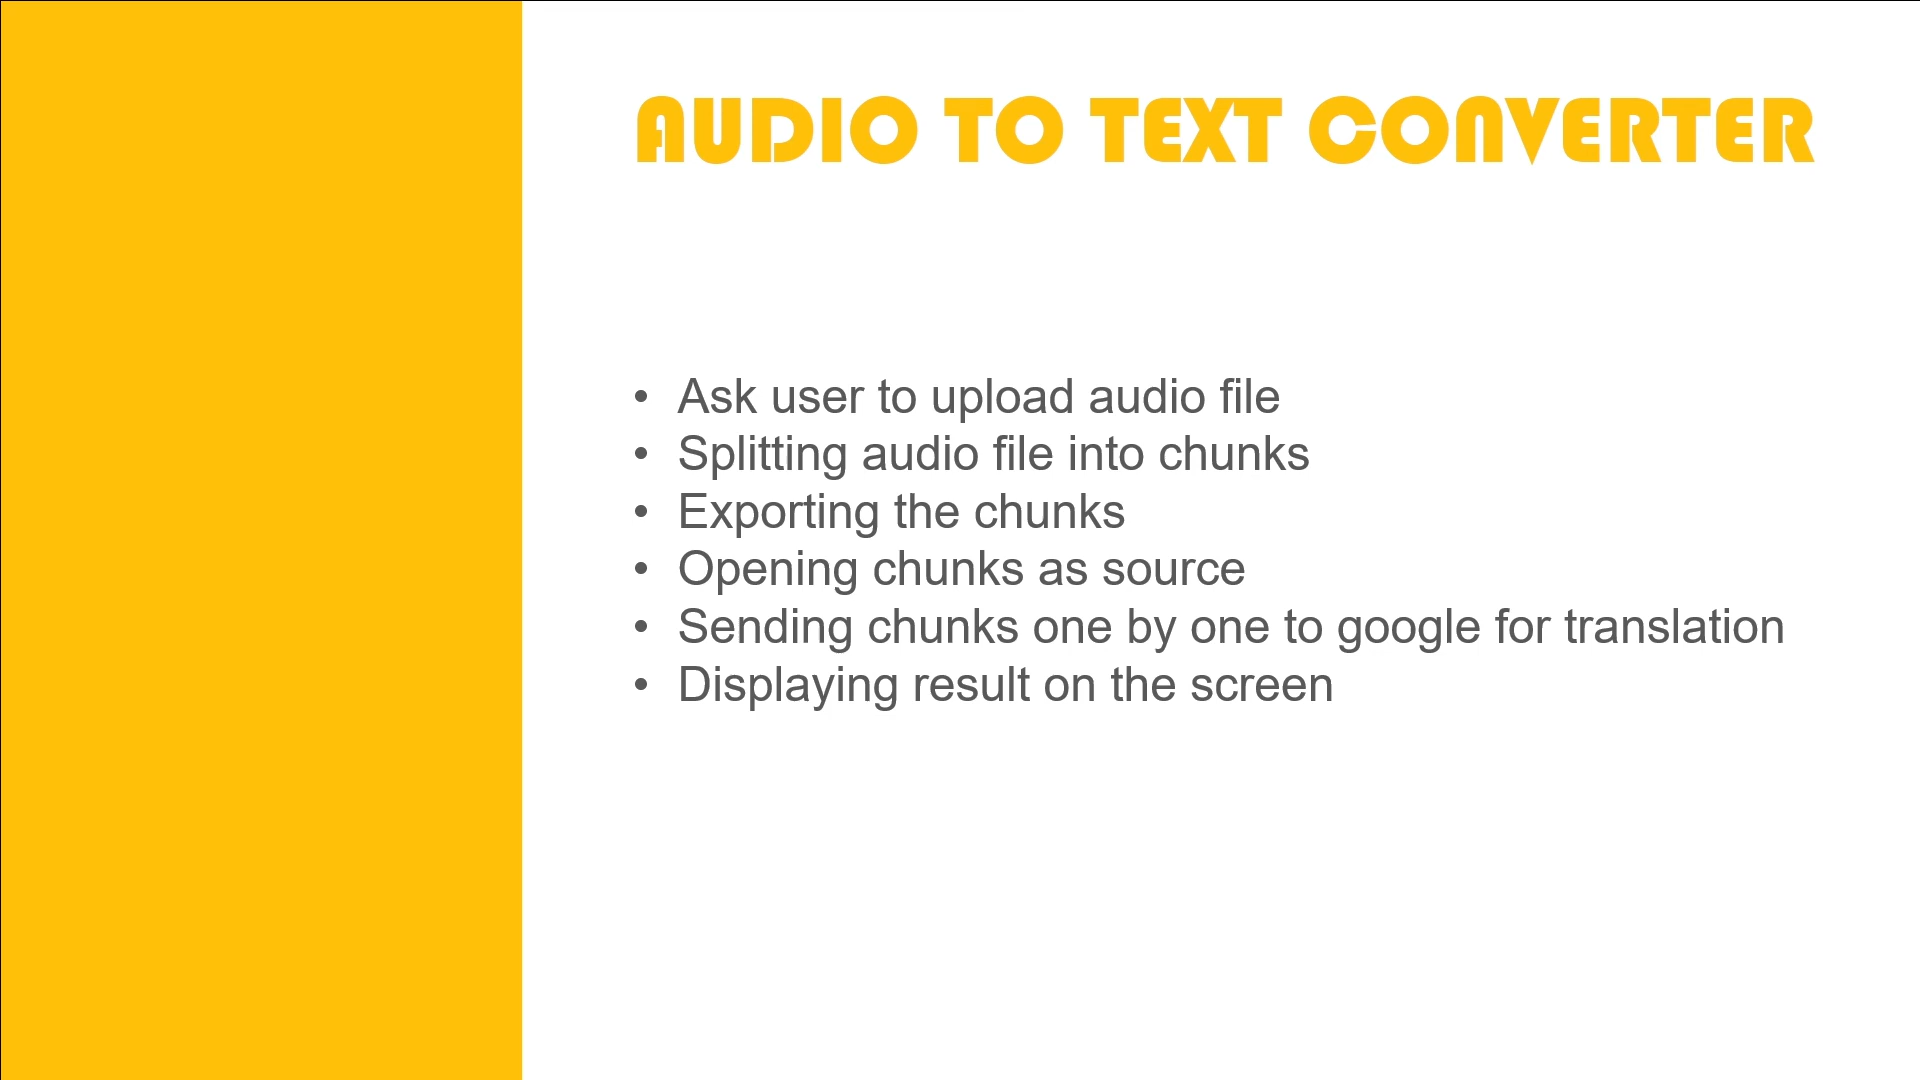 AUDIO TO TEXT CONVERTER
• Ask user to upload audio file
• Splitting audio file into chunks
• Exporting the chunks
• Opening chunks as source
• Sending chunks one by one to google for translation
• Displaying result on the screen